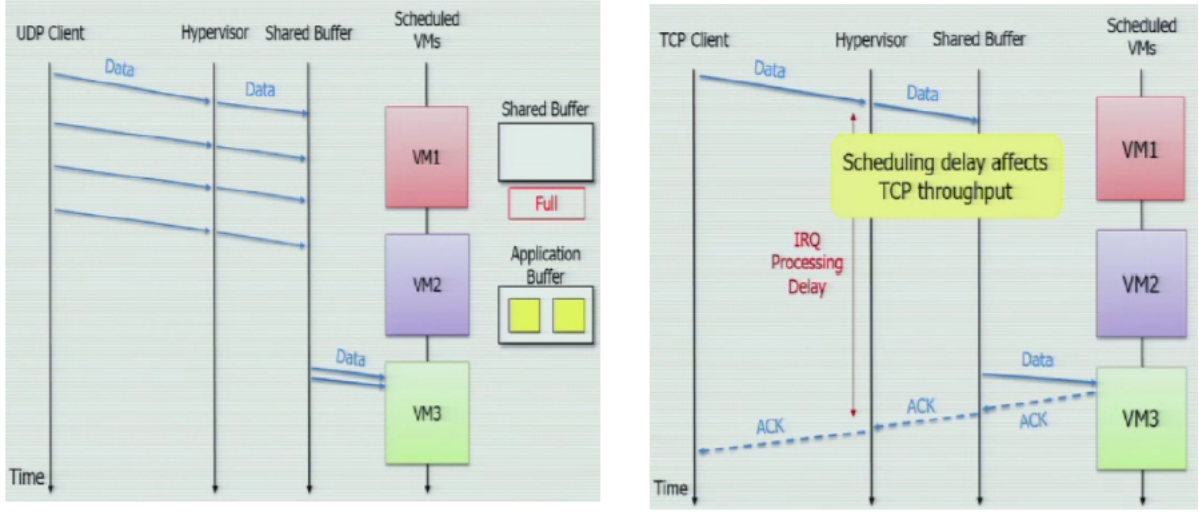 UDP Client
Hypervisor
Shared Buffer
Scheduled
VMs
Data
Data
VM1
VM2
VM3
Data
Shared Buffer
Full
Application
Buffer
Time
TCP Client
Hypervisor
Shared Buffer
Scheduled
VMs
Data
Data
Scheduling delay affects
TCP throughput
IRQ
Processing
Delay
VM1
VM2
VM3
Data
ACK
ACK
ACK
Time